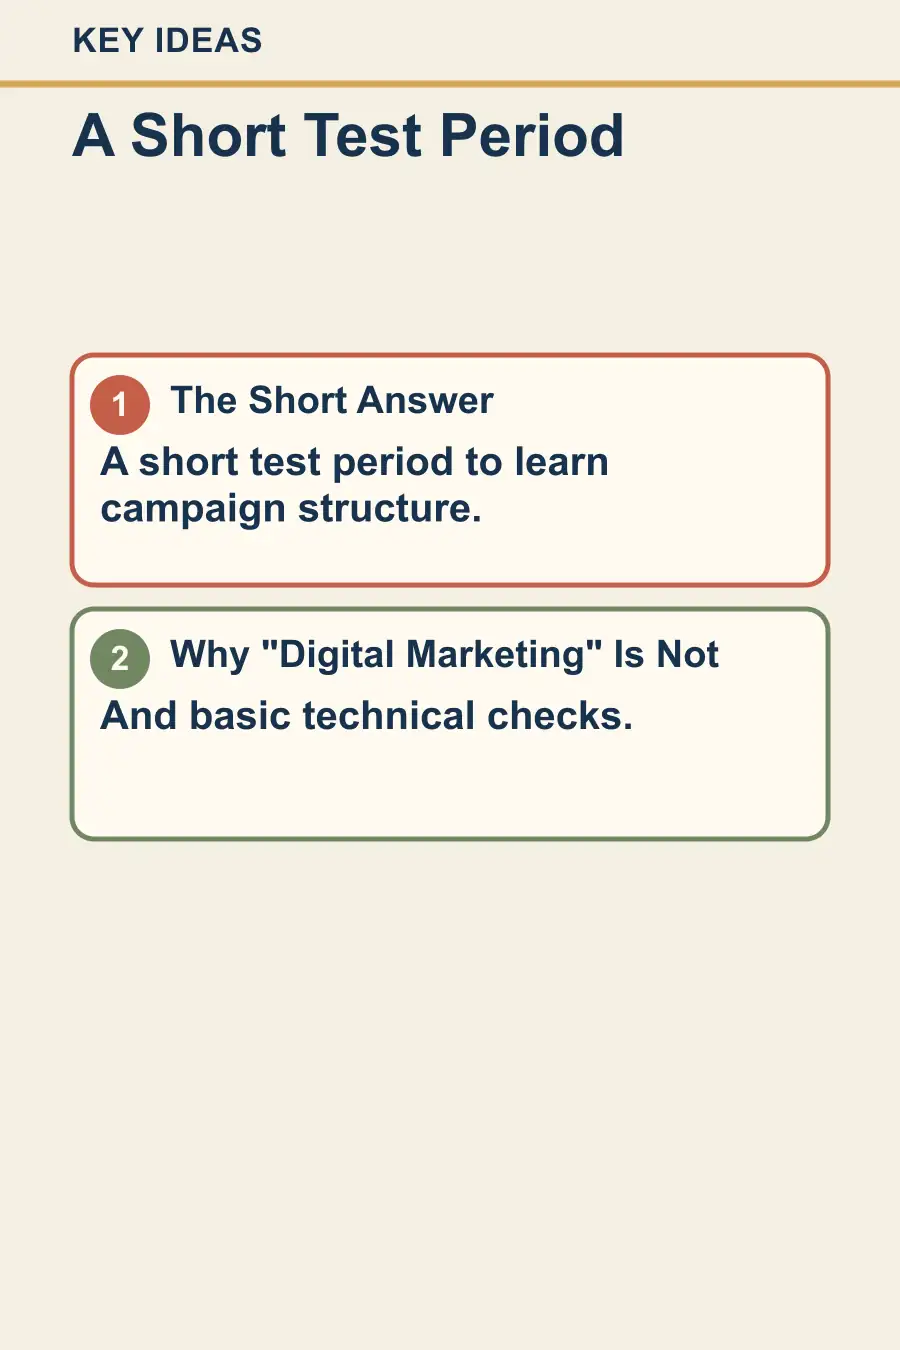 KEY IDEAS
A Short Test Period
1 The Short Answer
A short test period to learn
campaign structure.
2 Why "Digital Marketing" Is Not
And basic technical checks.